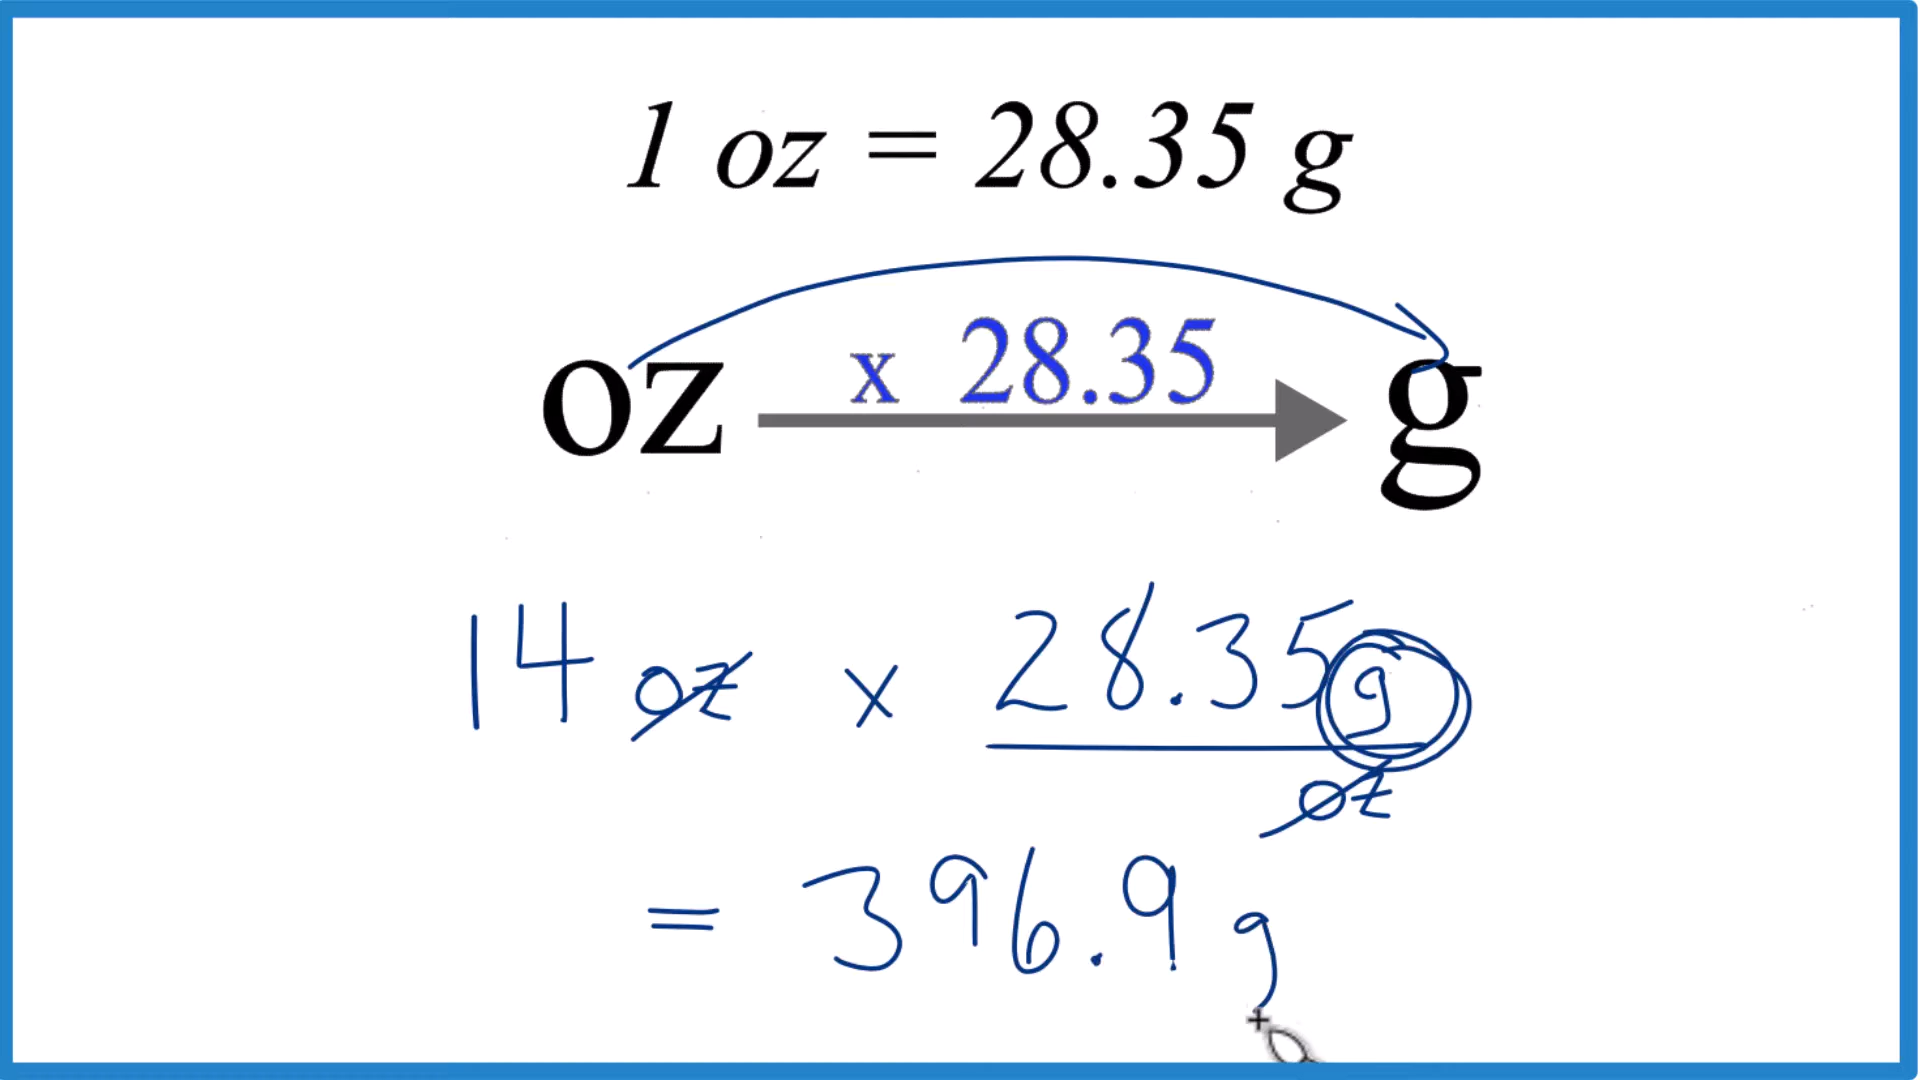 1 oz = 28.35 g
x 28.35
oz g
14 oz x 28.35 g
oz
= 396.9 g